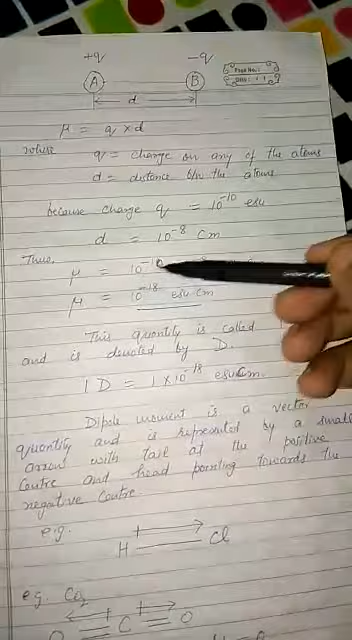 +q -q
A B
Page No.:
d
μ = q × d
where
q = charge on any of the atoms
d = distance b/w the atoms
because charge q = 10⁻¹⁰ esu
d = 10⁻⁸ cm
Thus,
μ = 10⁻¹⁰
μ = 10⁻¹⁸ esu cm
This quantity is called
and is denoted by D.
1 D = 1×10⁻¹⁸ esu cm.
Dipole moment is a vector
quantity and is represented by a small
arrow with tail at the positive
centre and head pointing towards the
negative centre.
e.g.
H Cl
eg. CO₂
O = C = O